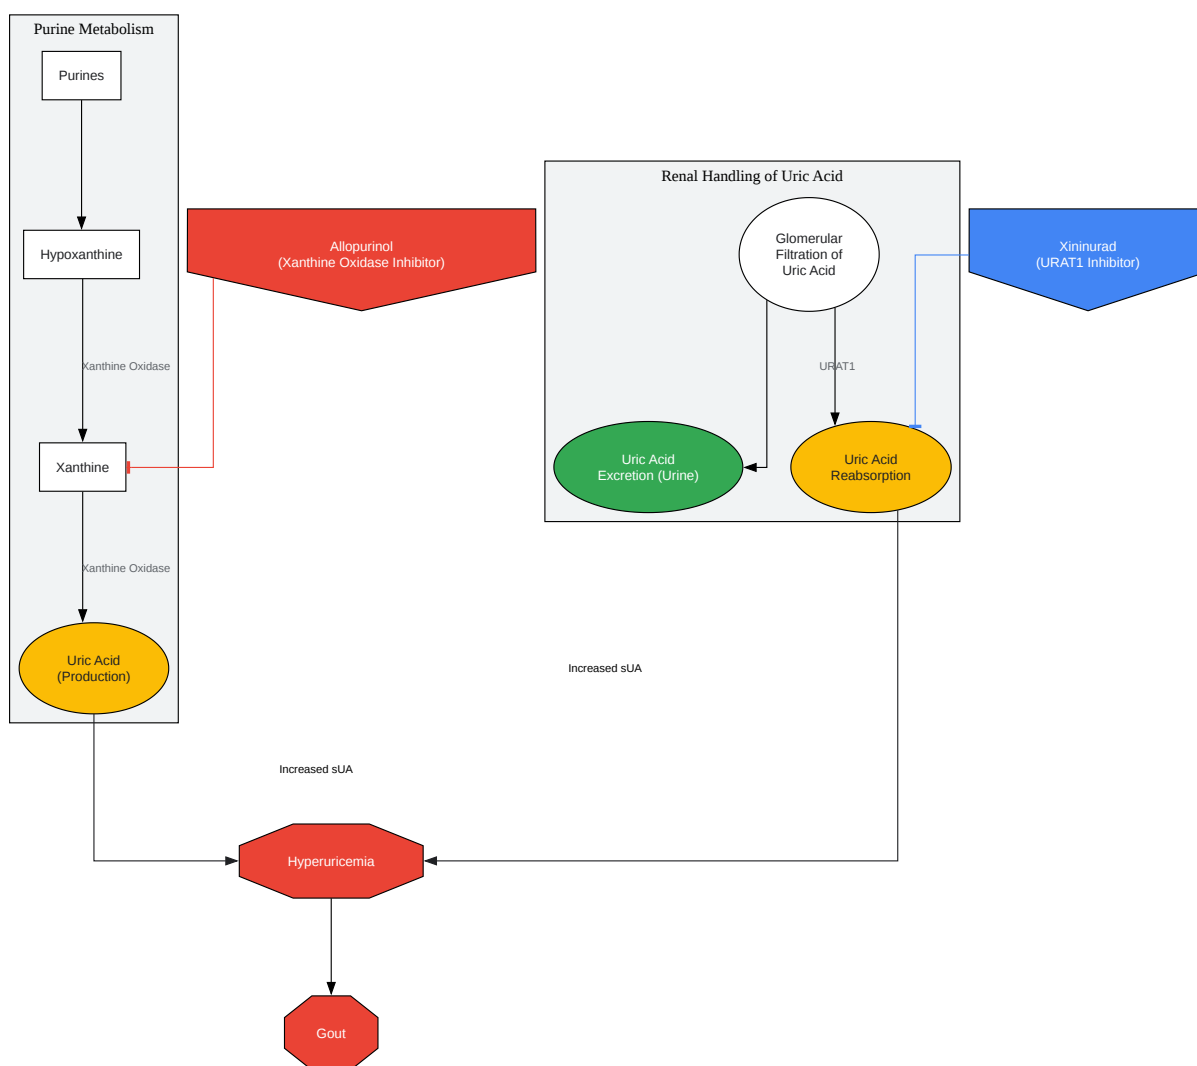 Purine Metabolism
Purines
Renal Handling of Uric Acid
Hypoxanthine
Allopurinol
(Xanthine Oxidase Inhibitor)
Glomerular
Filtration of
Uric Acid
Xininurad
(URAT1 Inhibitor)
Xanthine Oxidase
URAT1
Xanthine
Uric Acid
Excretion (Urine)
Uric Acid
Reabsorption
Xanthine Oxidase
Uric Acid
(Production)
Increased sUA
Increased sUA
Hyperuricemia
Gout